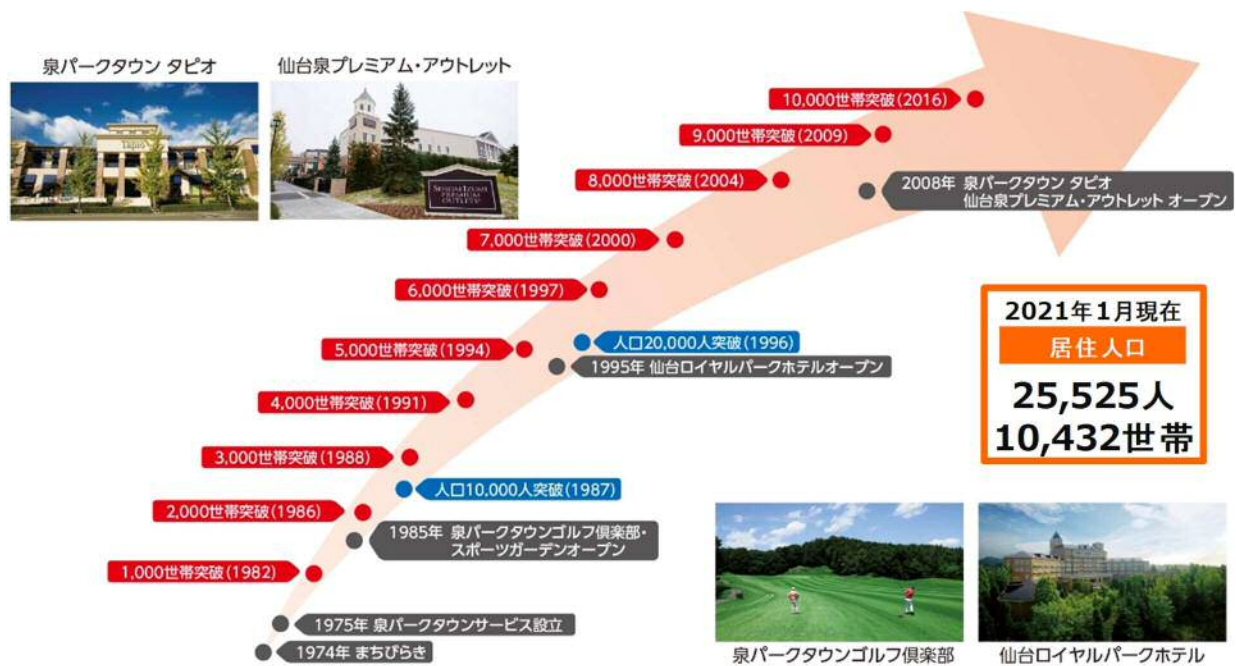 泉パークタウン タピオ
仙台泉プレミアム・アウトレット
Tapio
SENDAI IZUMI
PREMIUM
OUTLETS
10,000世帯突破(2016)
9,000世帯突破(2009)
8,000世帯突破(2004)
2008年 泉パークタウン タピオ
仙台泉プレミアム・アウトレット オープン
7,000世帯突破(2000)
6,000世帯突破(1997)
人口20,000人突破(1996)
5,000世帯突破(1994)
1995年 仙台ロイヤルパークホテルオープン
4,000世帯突破(1991)
3,000世帯突破(1988)
人口10,000人突破(1987)
2,000世帯突破(1986)
1985年 泉パークタウンゴルフ倶楽部・
スポーツガーデンオープン
1,000世帯突破(1982)
1975年 泉パークタウンサービス設立
1974年 まちびらき
2021年1月現在
居住人口
25,525人
10,432世帯
泉パークタウンゴルフ倶楽部
仙台ロイヤルパークホテル